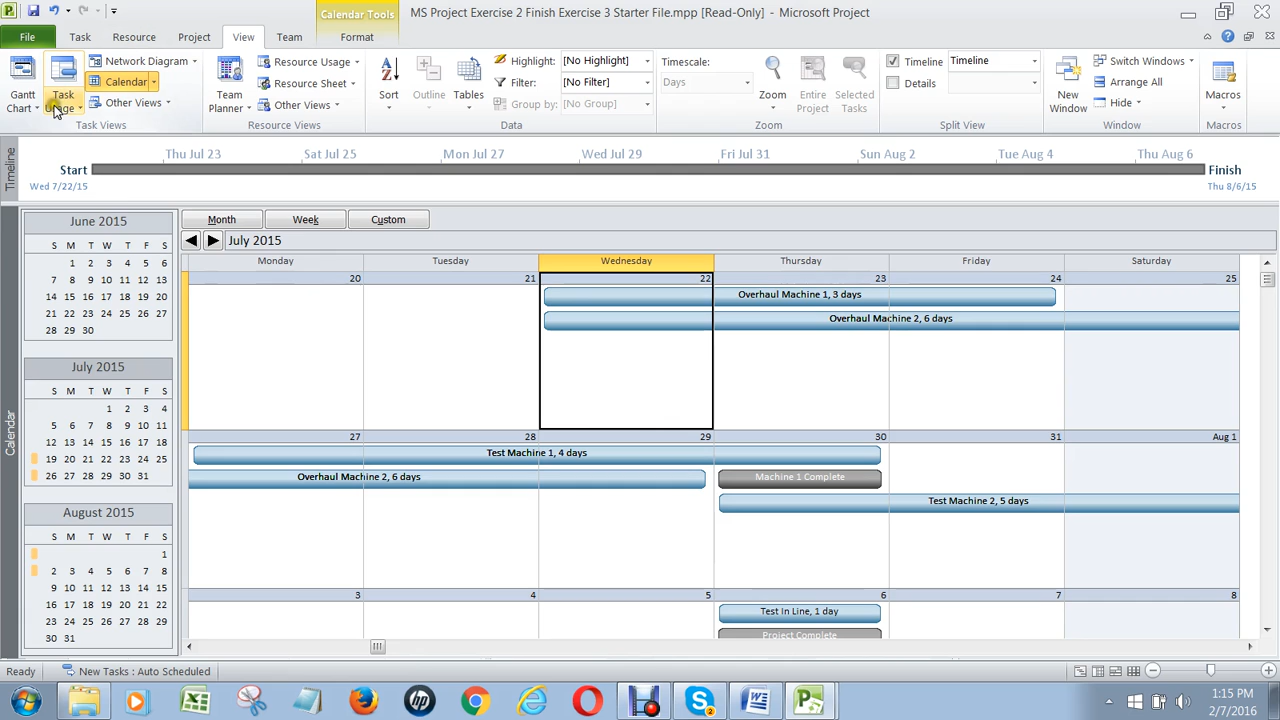 Calendar Tools
MS Project Exercise 2 Finish Exercise 3 Starter File.mpp [Read-Only] - Microsoft Project
File Task Resource Project View Team Format
Gantt Chart
Task Usage
Network Diagram
Calendar
Other Views
Task Views
Team Planner
Resource Usage
Resource Sheet
Other Views
Resource Views
Sort
Outline
Tables
Highlight: [No Highlight]
Filter: [No Filter]
Group by: [No Group]
Data
Timescale:
Days
Zoom
Entire Project
Selected Tasks
Zoom
Timeline Timeline
Details
Split View
New Window
Switch Windows
Arrange All
Hide
Window
Macros
Macros
Timeline
Thu Jul 23 Sat Jul 25 Mon Jul 27 Wed Jul 29 Fri Jul 31 Sun Aug 2 Tue Aug 4 Thu Aug 6
Start
Wed 7/22/15
Finish
Thu 8/6/15
Calendar
June 2015
S M T W T F S
1 2 3 4 5 6
7 8 9 10 11 12 13
14 15 16 17 18 19 20
21 22 23 24 25 26 27
28 29 30
July 2015
S M T W T F S
1 2 3 4
5 6 7 8 9 10 11
12 13 14 15 16 17 18
19 20 21 22 23 24 25
26 27 28 29 30 31
August 2015
S M T W T F S
1
2 3 4 5 6 7 8
9 10 11 12 13 14 15
16 17 18 19 20 21 22
23 24 25 26 27 28 29
30 31
Month Week Custom
July 2015
Monday Tuesday Wednesday Thursday Friday Saturday
20 21 22 23 24 25
Overhaul Machine 1, 3 days
Overhaul Machine 2, 6 days
27 28 29 30 31 Aug 1
Test Machine 1, 4 days
Overhaul Machine 2, 6 days Machine 1 Complete
Test Machine 2, 5 days
3 4 5 6 7 8
Test In Line, 1 day
Project Complete
Ready New Tasks : Auto Scheduled
1:15 PM
2/7/2016